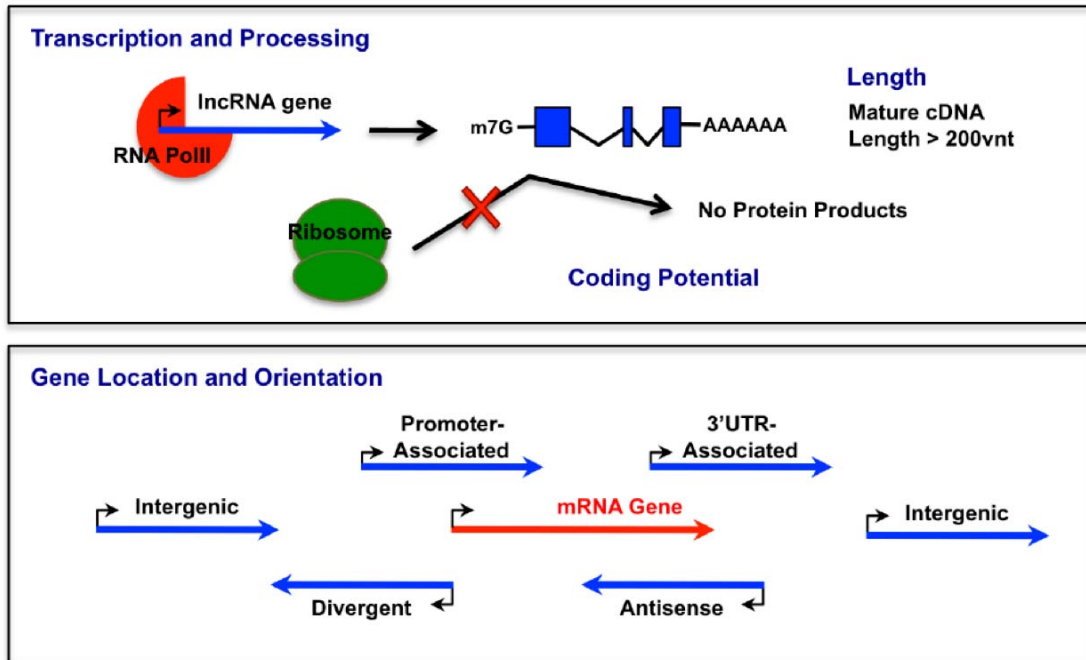 Transcription and Processing
lncRNA gene
RNA PolII
m7G
AAAAAA
Length
Mature cDNA
Length > 200vnt
Ribosome
No Protein Products
Coding Potential
Gene Location and Orientation
Promoter-
Associated
3'UTR-
Associated
Intergenic
mRNA Gene
Intergenic
Divergent
Antisense